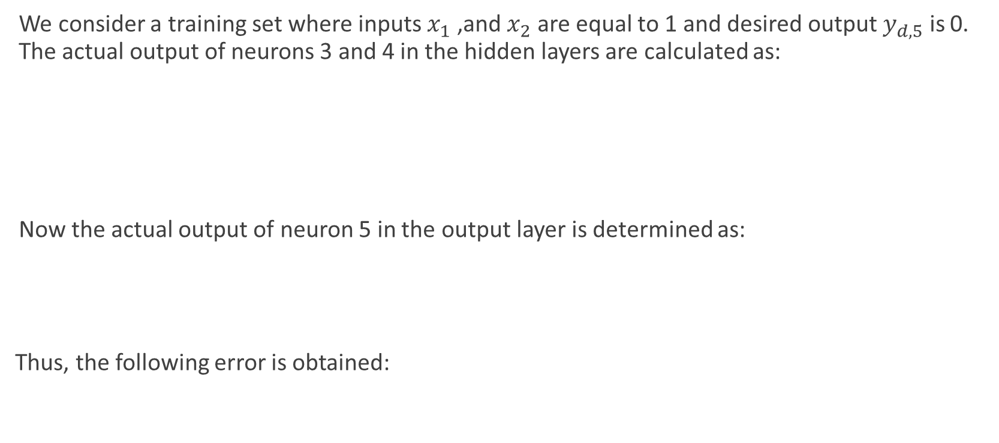 We consider a training set where inputs x₁ ,and x₂ are equal to 1 and desired output y_{d,5} is 0.
The actual output of neurons 3 and 4 in the hidden layers are calculated as:
Now the actual output of neuron 5 in the output layer is determined as:
Thus, the following error is obtained: